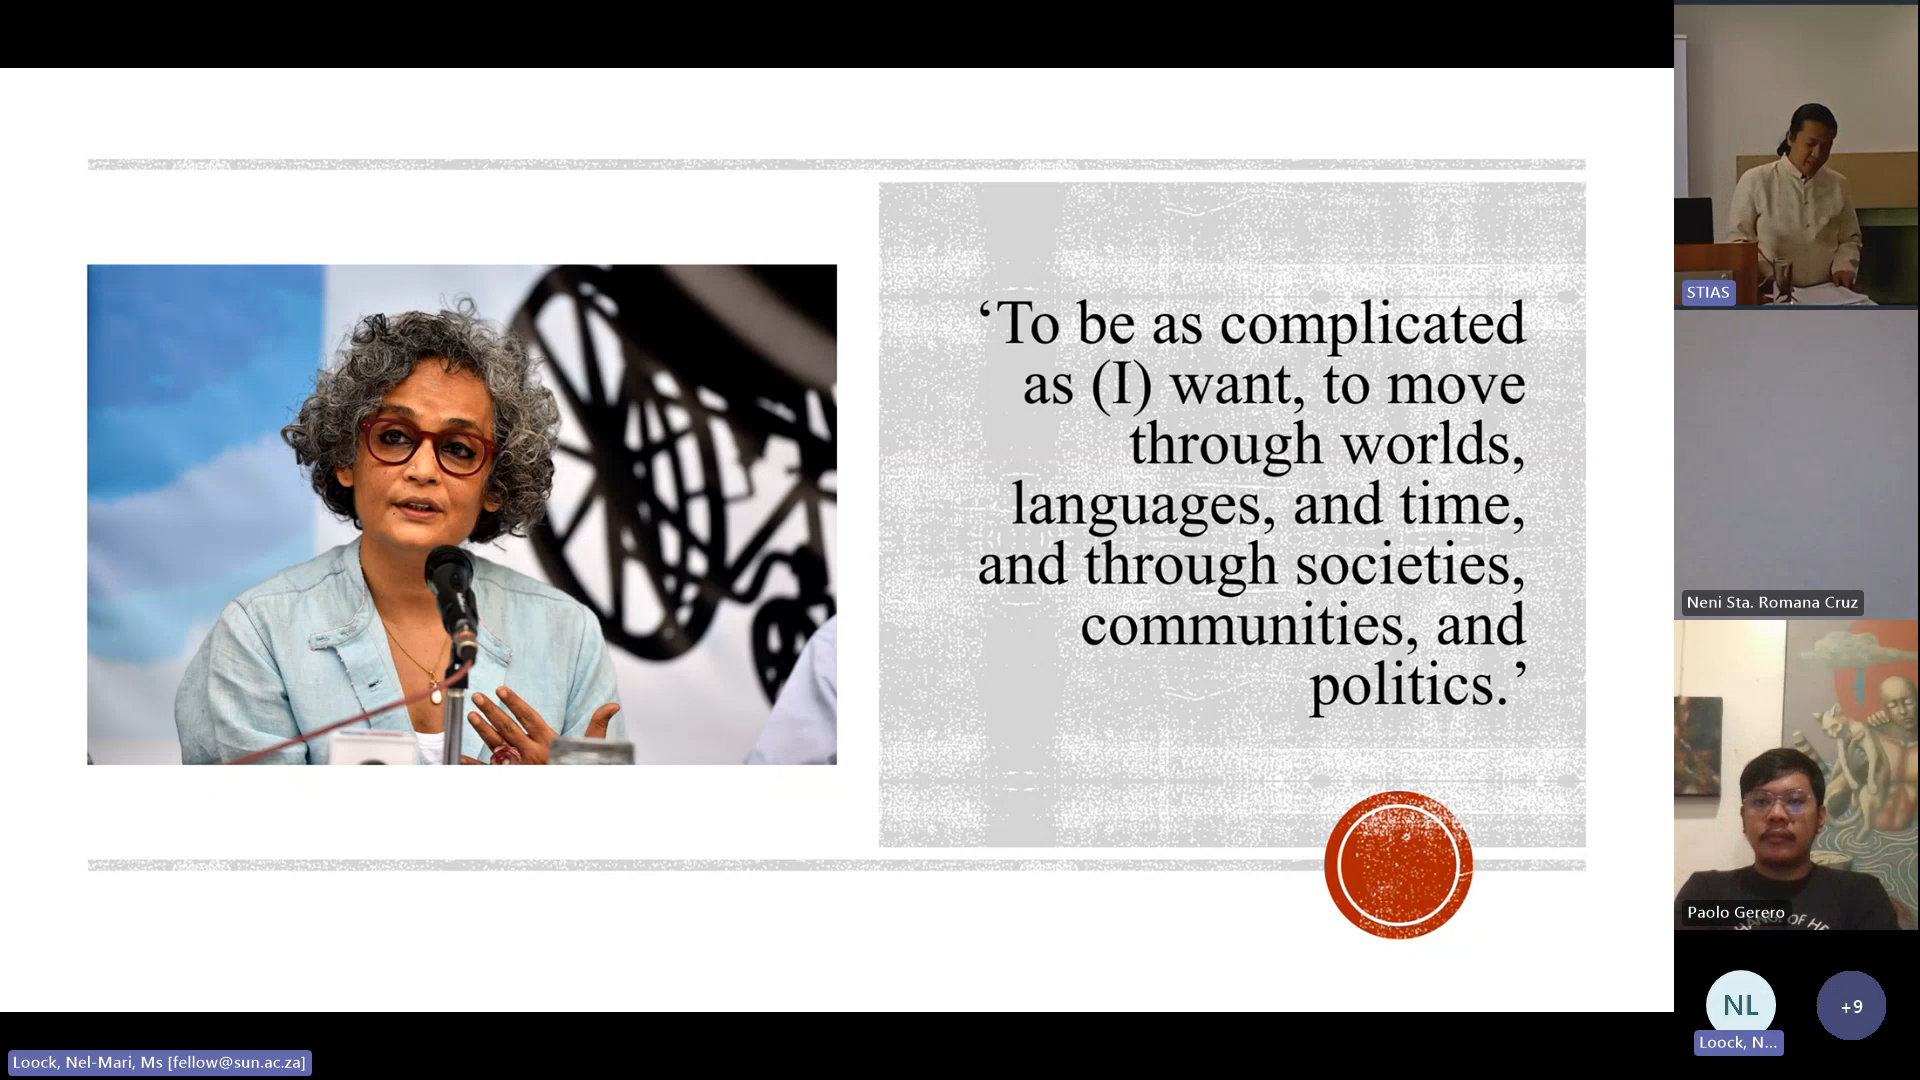 ‘To be as complicated
as (I) want, to move
through worlds,
languages, and time,
and through societies,
communities, and
politics.’
STIAS
Neni Sta. Romana Cruz
Paolo Gerero
NL
+9
Loock, N...
Loock, Nel-Mari, Ms [fellow@sun.ac.za]